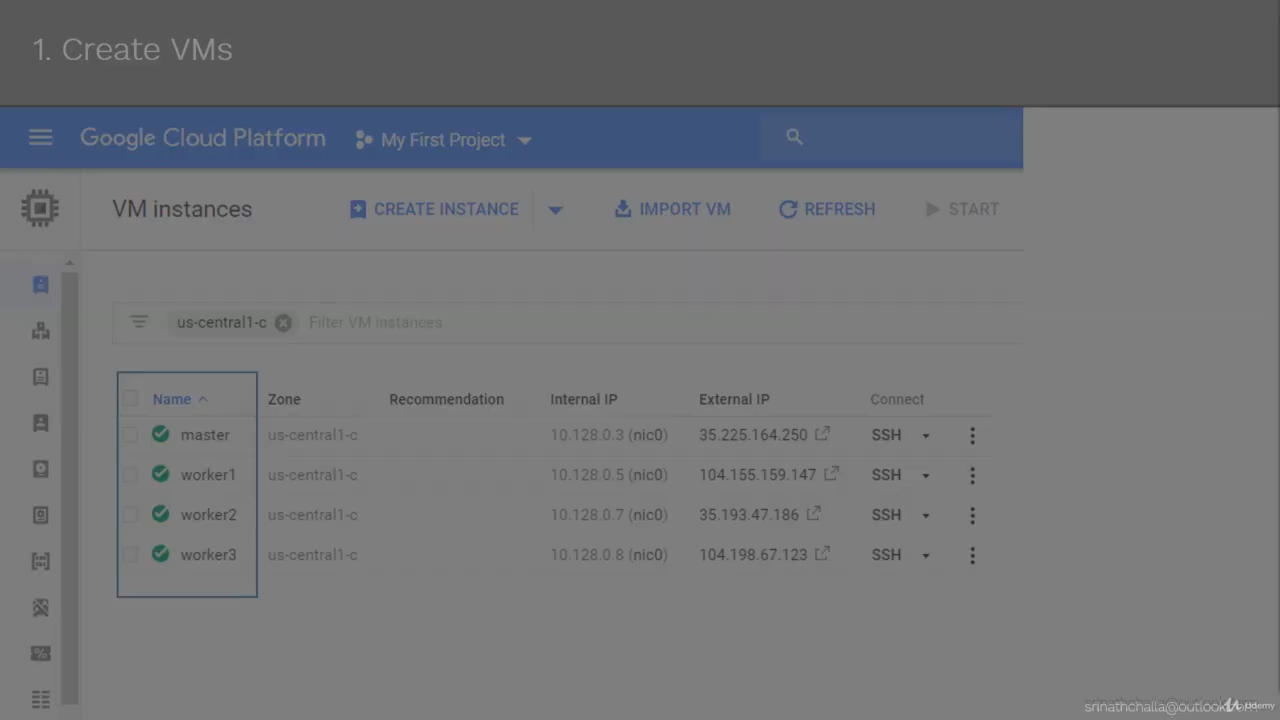 1. Create VMs
Google Cloud Platform My First Project
VM instances CREATE INSTANCE IMPORT VM REFRESH START
us-central1-c Filter VM instances
Name Zone Recommendation Internal IP External IP Connect
master us-central1-c 10.128.0.3 (nic0) 35.225.164.250 SSH
worker1 us-central1-c 10.128.0.5 (nic0) 104.155.159.147 SSH
worker2 us-central1-c 10.128.0.7 (nic0) 35.193.47.186 SSH
worker3 us-central1-c 10.128.0.8 (nic0) 104.198.67.123 SSH
srinathchalla@outlook Udemy